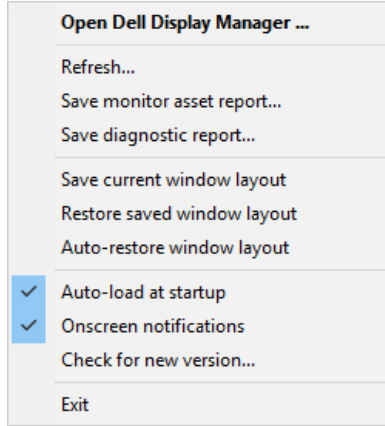 Open Dell Display Manager ...
Refresh...
Save monitor asset report...
Save diagnostic report...
Save current window layout
Restore saved window layout
Auto-restore window layout
Auto-load at startup
Onscreen notifications
Check for new version...
Exit